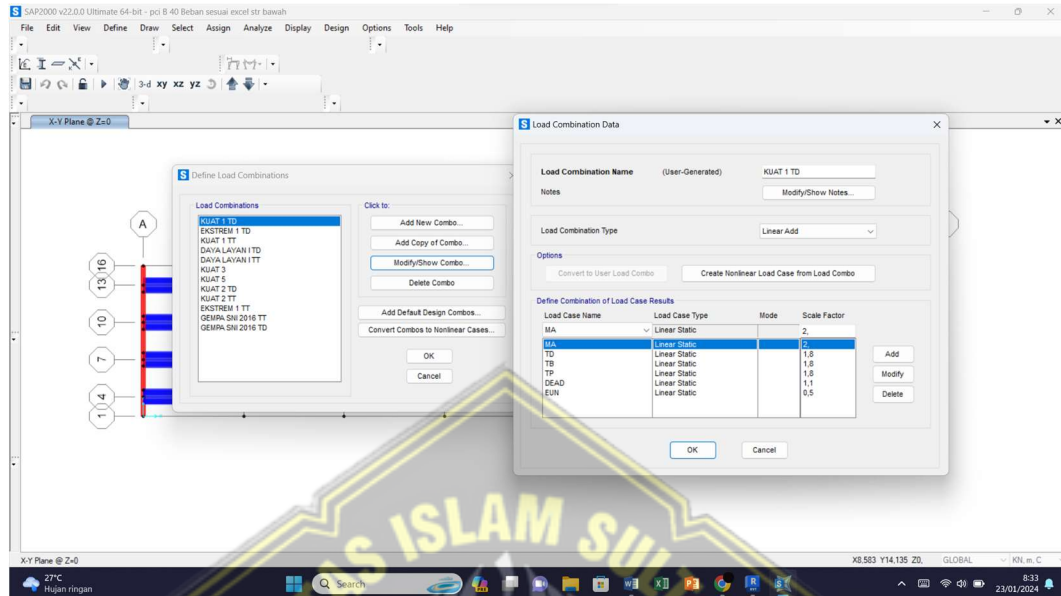 SAP2000 v22.0.0 Ultimate 64-bit - pci B 40 Beban sesuai excel str bawah
File Edit View Define Draw Select Assign Analyze Display Design Options Tools Help
3-d xy xz yz
X-Y Plane @ Z=0
Define Load Combinations
Load Combinations
KUAT 1 TD
EKSTREM 1 TD
KUAT 1 TT
DAYA LAYAN I TD
DAYA LAYAN I TT
KUAT 3
KUAT 5
KUAT 2 TD
KUAT 2 TT
EKSTREM 1 TT
GEMPA SNI 2016 TT
GEMPA SNI 2016 TD
Click to:
Add New Combo...
Add Copy of Combo...
Modify/Show Combo...
Delete Combo
Add Default Design Combos...
Convert Combos to Nonlinear Cases...
OK
Cancel
Load Combination Data
Load Combination Name (User-Generated) KUAT 1 TD
Notes Modify/Show Notes...
Load Combination Type Linear Add
Options
Convert to User Load Combo Create Nonlinear Load Case from Load Combo
Define Combination of Load Case Results
Load Case Name Load Case Type Mode Scale Factor
MA Linear Static 2,
MA Linear Static 2,
TD Linear Static 1,8 Add
TB Linear Static 1,8
TP Linear Static 1,8 Modify
DEAD Linear Static 1,1
EUN Linear Static 0,5 Delete
OK Cancel
A
16
13
10
7
4
1
ISLAM SU
X-Y Plane @ Z=0 X8,583 Y14,135 Z0, GLOBAL KN, m, C
27°C
Hujan ringan
Search
8:33
23/01/2024